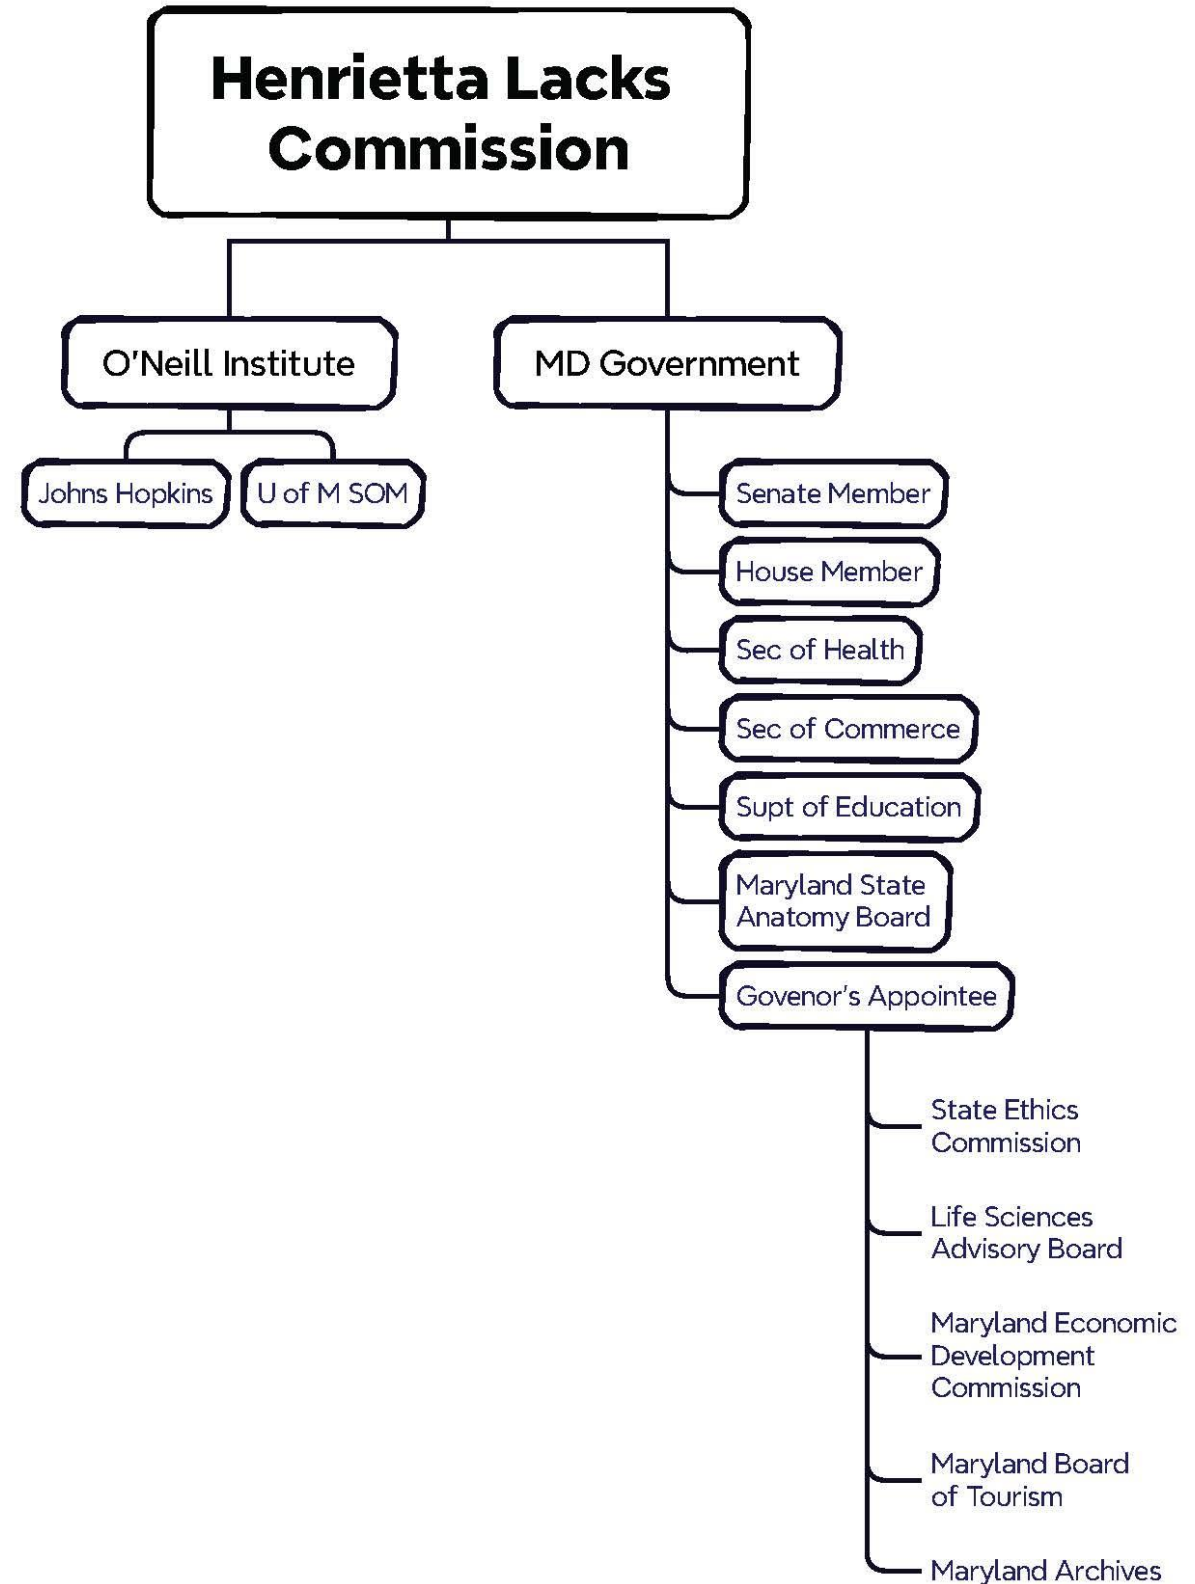 Henrietta Lacks
Commission
O'Neill Institute
MD Government
Johns Hopkins
U of M SOM
Senate Member
House Member
Sec of Health
Sec of Commerce
Supt of Education
Maryland State
Anatomy Board
Govenor's Appointee
State Ethics
Commission
Life Sciences
Advisory Board
Maryland Economic
Development
Commission
Maryland Board
of Tourism
Maryland Archives